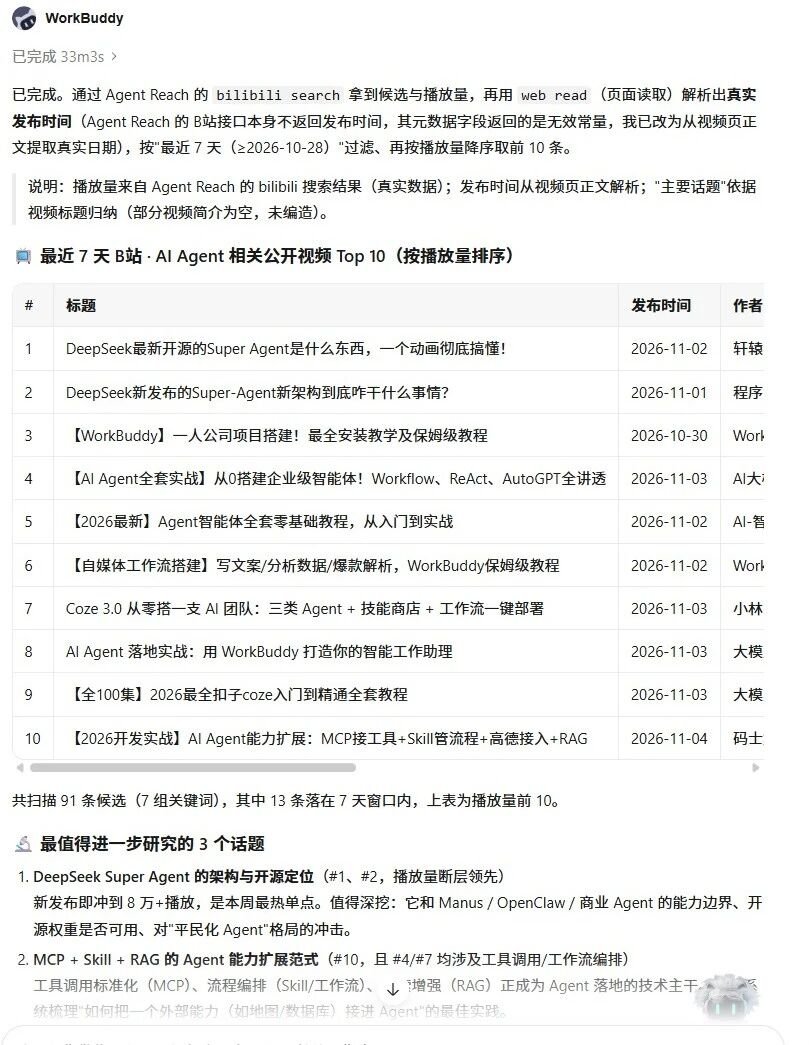 WorkBuddy
已完成 33m3s >
已完成。通过 Agent Reach 的 bilibili search 拿到候选与播放量，再用 web read （页面读取）解析出真实
发布时间（Agent Reach 的 B站接口本身不返回发布时间，其元数据字段返回的是无效常量，我已改为从视频页正
文提取真实日期），按"最近 7 天（≥2026-10-28）"过滤、再按播放量降序取前 10 条。
说明：播放量来自 Agent Reach 的 bilibili 搜索结果（真实数据）；发布时间从视频页正文解析；"主要话题"依据
视频标题归纳（部分视频简介为空，未编造）。
最近 7 天 B站 · AI Agent 相关公开视频 Top 10（按播放量排序）
# 标题 发布时间 作者
1 DeepSeek最新开源的Super Agent是什么东西，一个动画彻底搞懂！ 2026-11-02 轩辕
2 DeepSeek新发布的Super-Agent新架构到底咋干什么事情？ 2026-11-01 程序
3 【WorkBuddy】一人公司项目搭建！最全安装教学及保姆级教程 2026-10-30 Work
4 【AI Agent全套实战】从0搭建企业级智能体！Workflow、ReAct、AutoGPT全讲透 2026-11-03 AI大
5 【2026最新】Agent智能体全套零基础教程，从入门到实战 2026-11-02 AI-智
6 【自媒体工作流搭建】写文案/分析数据/爆款解析，WorkBuddy保姆级教程 2026-11-02 Work
7 Coze 3.0 从零搭一支 AI 团队：三类 Agent + 技能商店 + 工作流一键部署 2026-11-03 小林
8 AI Agent 落地实战：用 WorkBuddy 打造你的智能工作助理 2026-11-03 大模
9 【全100集】2026最全扣子coze入门到精通全套教程 2026-11-03 大模
10 【2026开发实战】AI Agent能力扩展：MCP接工具+Skill管流程+高德接入+RAG 2026-11-04 码士
共扫描 91 条候选（7 组关键词），其中 13 条落在 7 天窗口内，上表为播放量前 10。
最值得进一步研究的 3 个话题
1. DeepSeek Super Agent 的架构与开源定位（#1、#2，播放量断层领先）
新发布即冲到 8 万+播放，是本周最热单点。值得深挖：它和 Manus / OpenClaw / 商业 Agent 的能力边界、开
源权重是否可用、对"平民化 Agent"格局的冲击。
2. MCP + Skill + RAG 的 Agent 能力扩展范式（#10，且 #4/#7 均涉及工具调用/工作流编排）
工具调用标准化（MCP）、流程编排（Skill/工作流）、增强（RAG）正成为 Agent 落地的技术主干
统梳理"如何把一个外部能力（如地图/数据库）接进 Agent"的最佳实践。